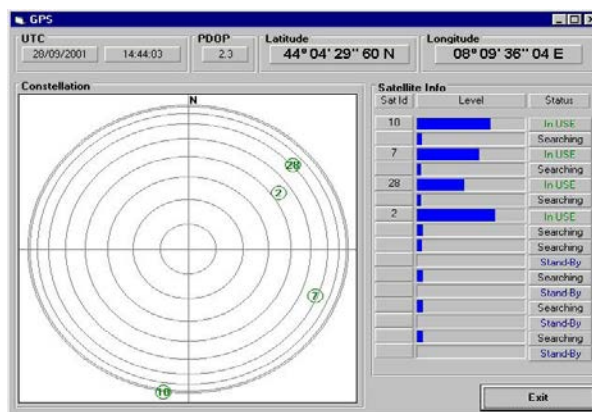 GPS
UTC
28/09/2001 14:44:03
PDOP
2.3
Latitude
44° 04' 29" 60 N
Longitude
08° 09' 36" 04 E
Constellation
N
28
2
7
10
Satellite Info
Sat Id Level Status
10 In USE
Searching
7 In USE
Searching
28 In USE
Searching
2 In USE
Searching
Searching
Stand-By
Searching
Stand-By
Searching
Stand-By
Searching
Stand-By
Exit